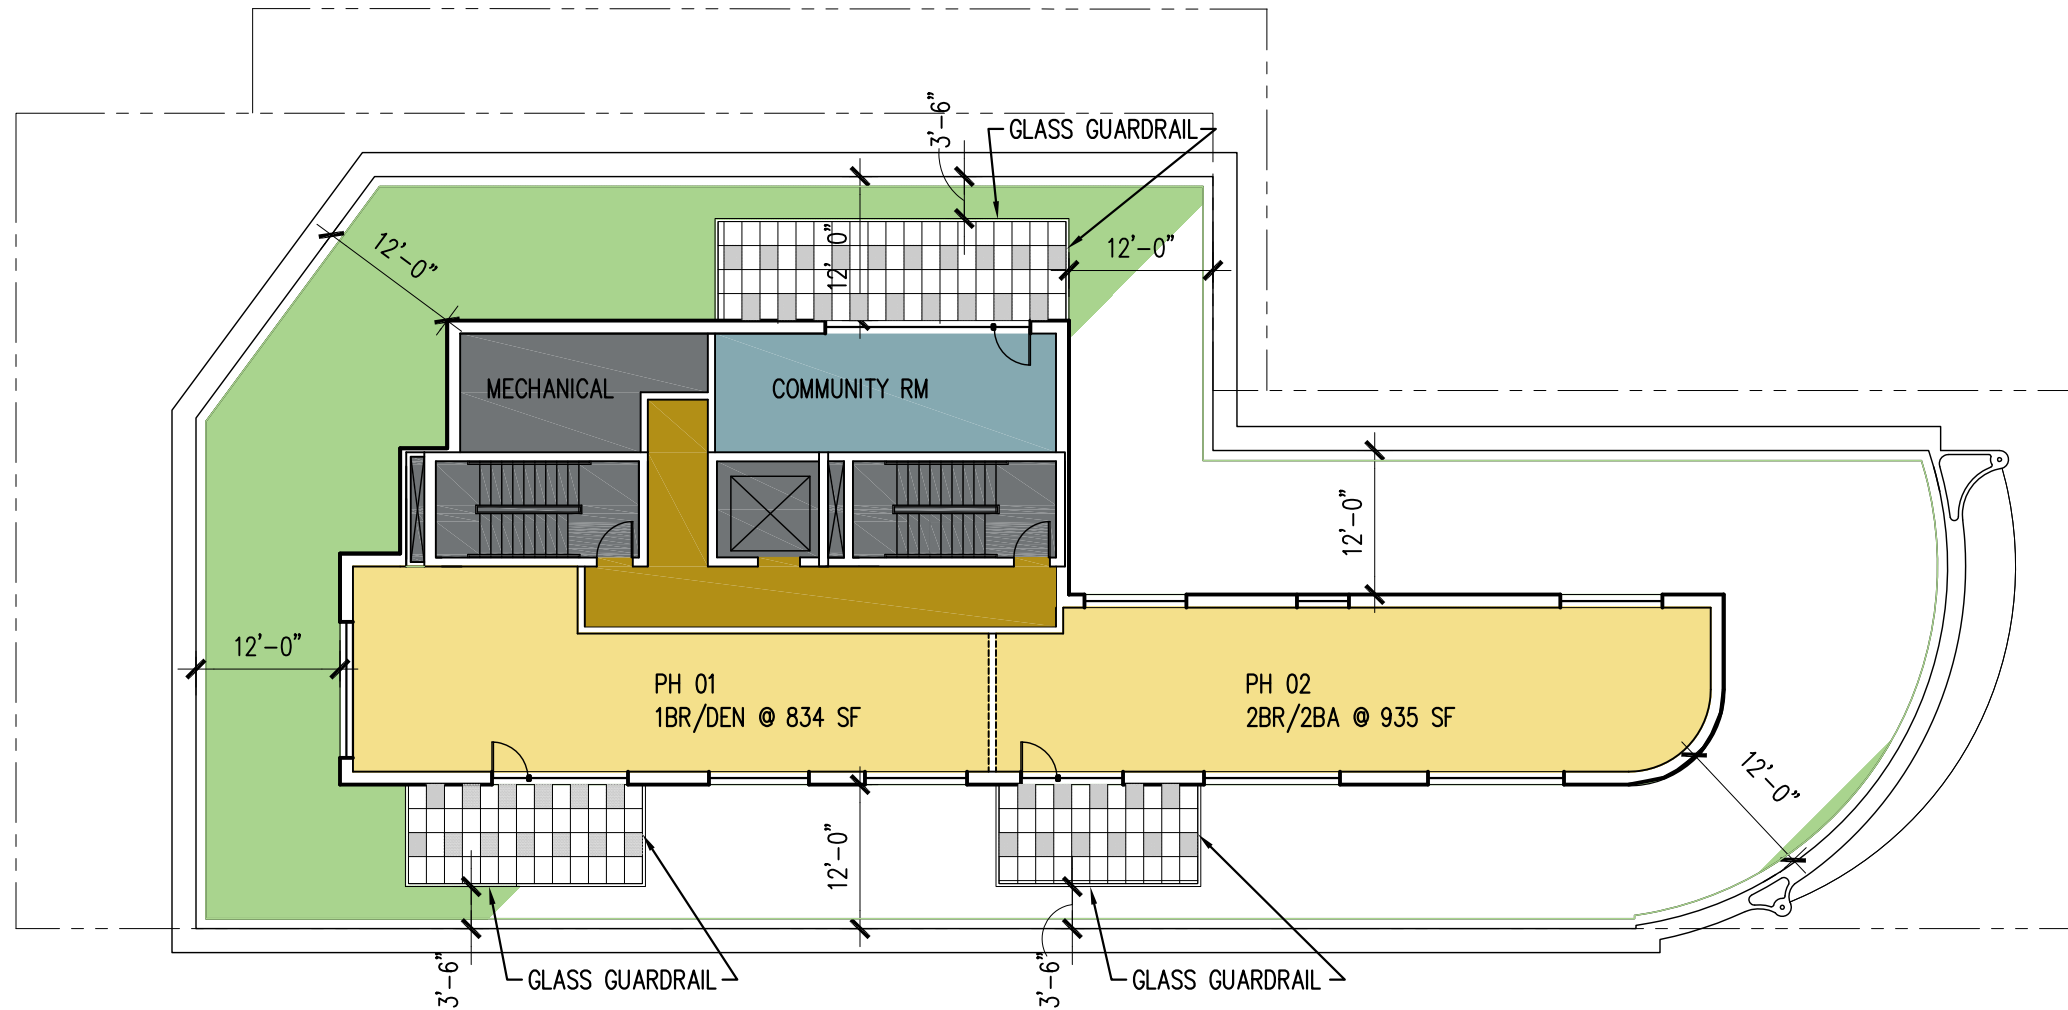 3'-6"
GLASS GUARDRAIL
12'-0"
12'-0"
12'-0"
MECHANICAL
COMMUNITY RM
12'-0"
12'-0"
PH 01
1BR/DEN @ 834 SF
PH 02
2BR/2BA @ 935 SF
12'-0"
12'-0"
3'-6"
GLASS GUARDRAIL
3'-6"
GLASS GUARDRAIL